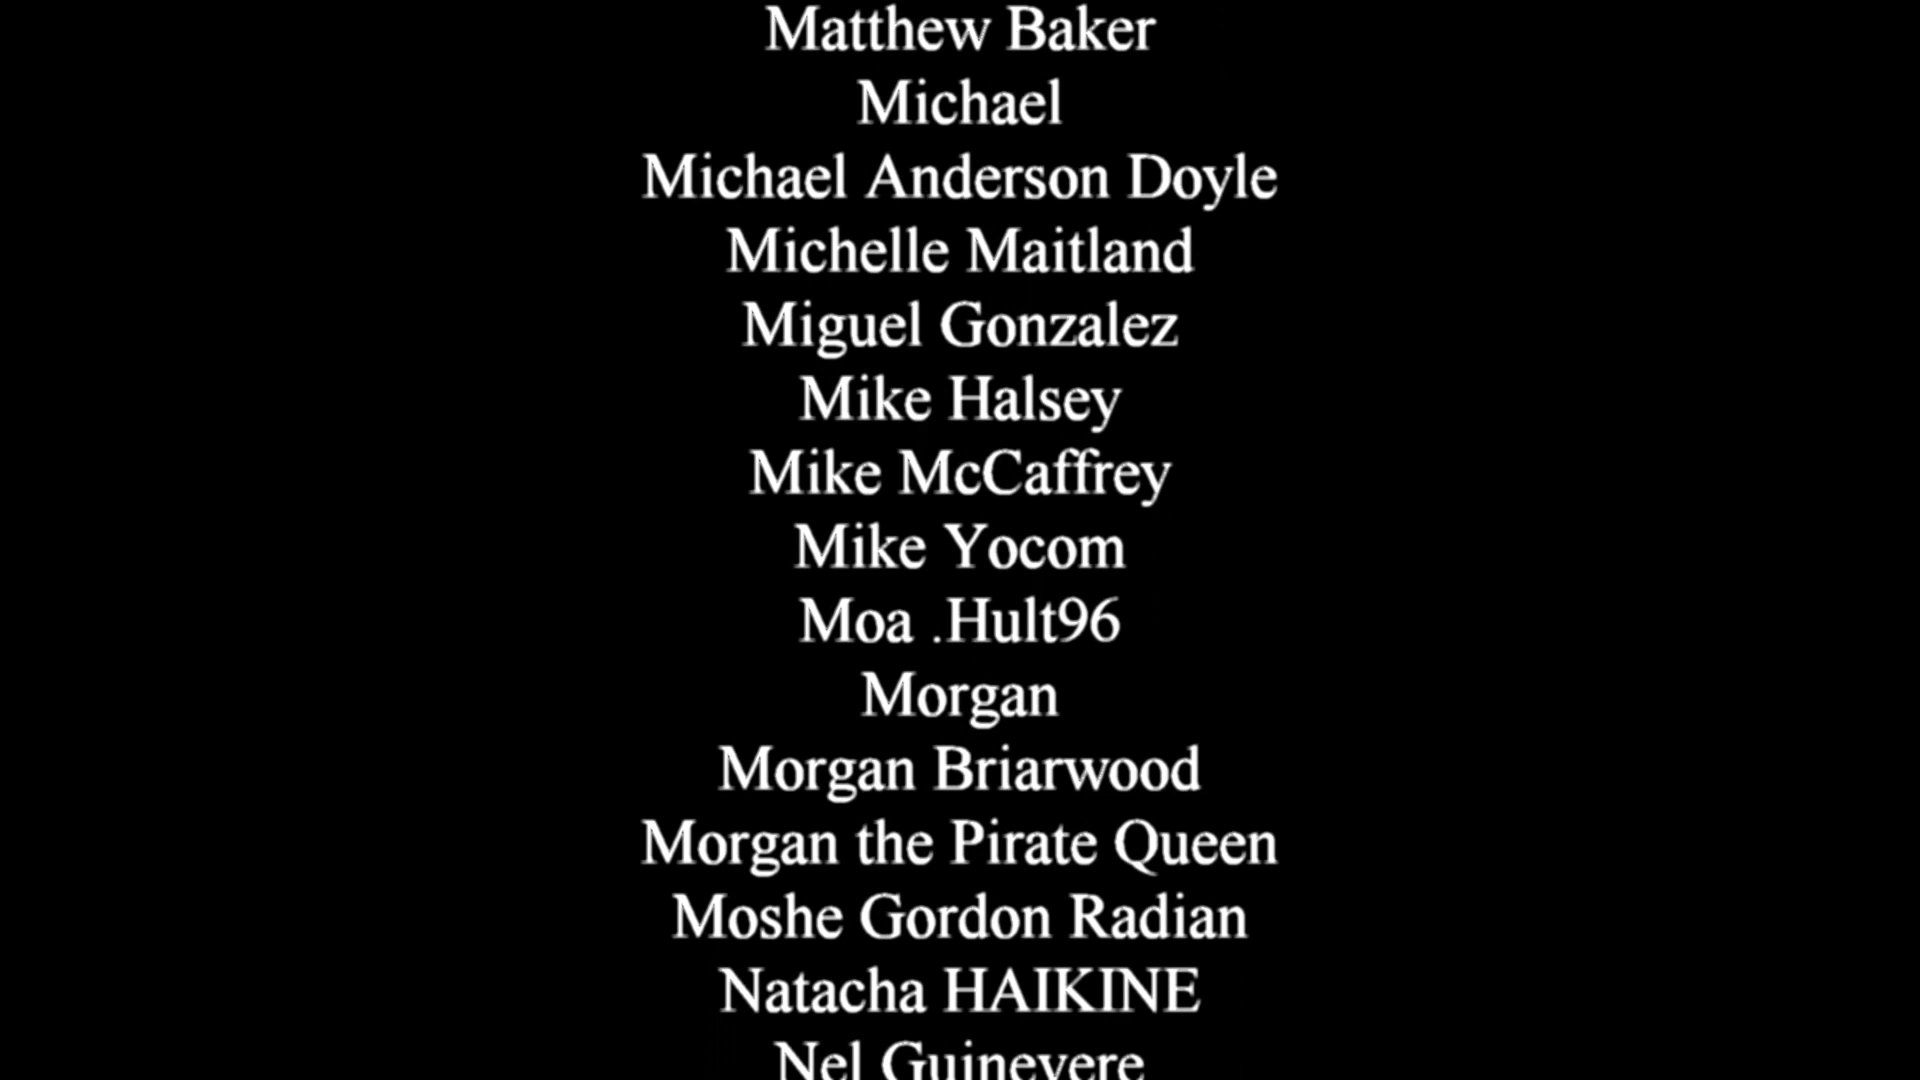 Matthew Baker
Michael
Michael Anderson Doyle
Michelle Maitland
Miguel Gonzalez
Mike Halsey
Mike McCaffrey
Mike Yocom
Moa .Hult96
Morgan
Morgan Briarwood
Morgan the Pirate Queen
Moshe Gordon Radian
Natacha HAIKINE
Nel Guinevere